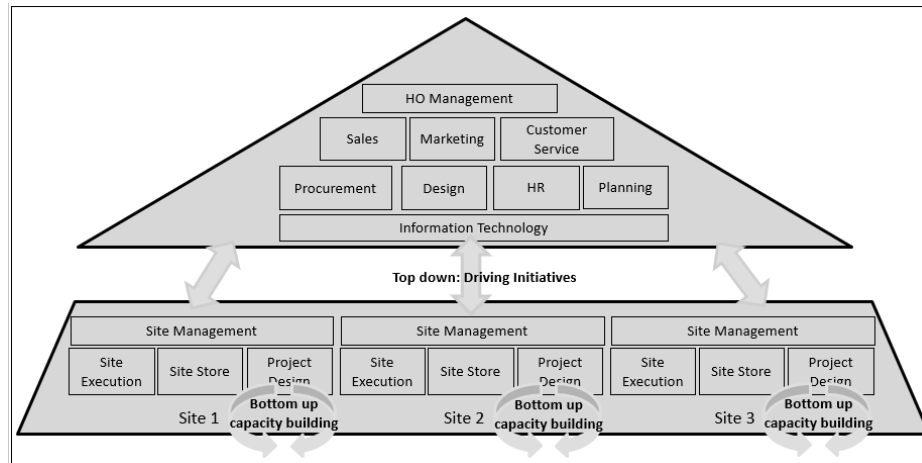 HO Management
Sales
Marketing
Customer
Service
Procurement
Design
HR
Planning
Information Technology
Top down: Driving Initiatives
Site Management
Site Management
Site Management
Site
Execution
Site Store
Project
Design
Site
Execution
Site Store
Project
Design
Site
Execution
Site Store
Project
Design
Site 1
Bottom up
capacity building
Site 2
Bottom up
capacity building
Site 3
Bottom up
capacity building